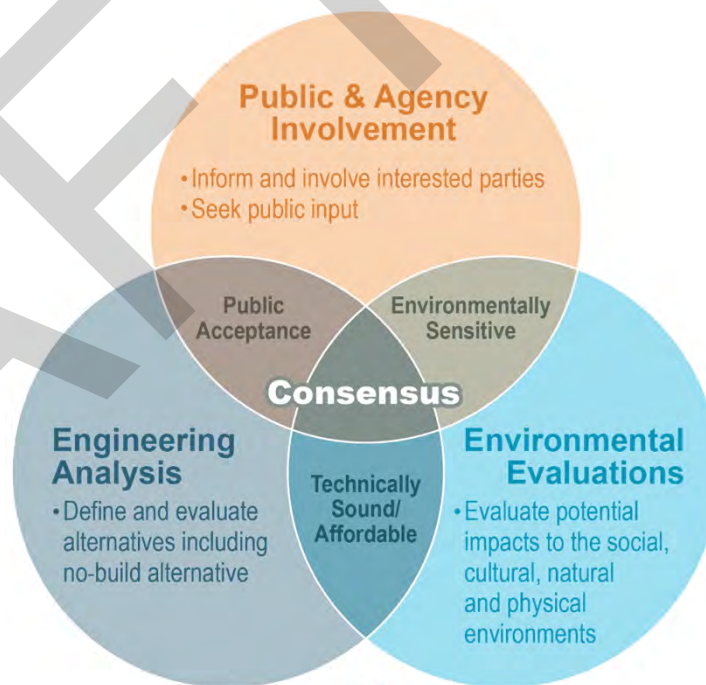 Public & Agency
Involvement
• Inform and involve interested parties
• Seek public input
Public
Acceptance
Environmentally
Sensitive
Consensus
Engineering
Analysis
• Define and evaluate
alternatives including
no-build alternative
Technically
Sound/
Affordable
Environmental
Evaluations
• Evaluate potential
impacts to the social,
cultural, natural
and physical
environments